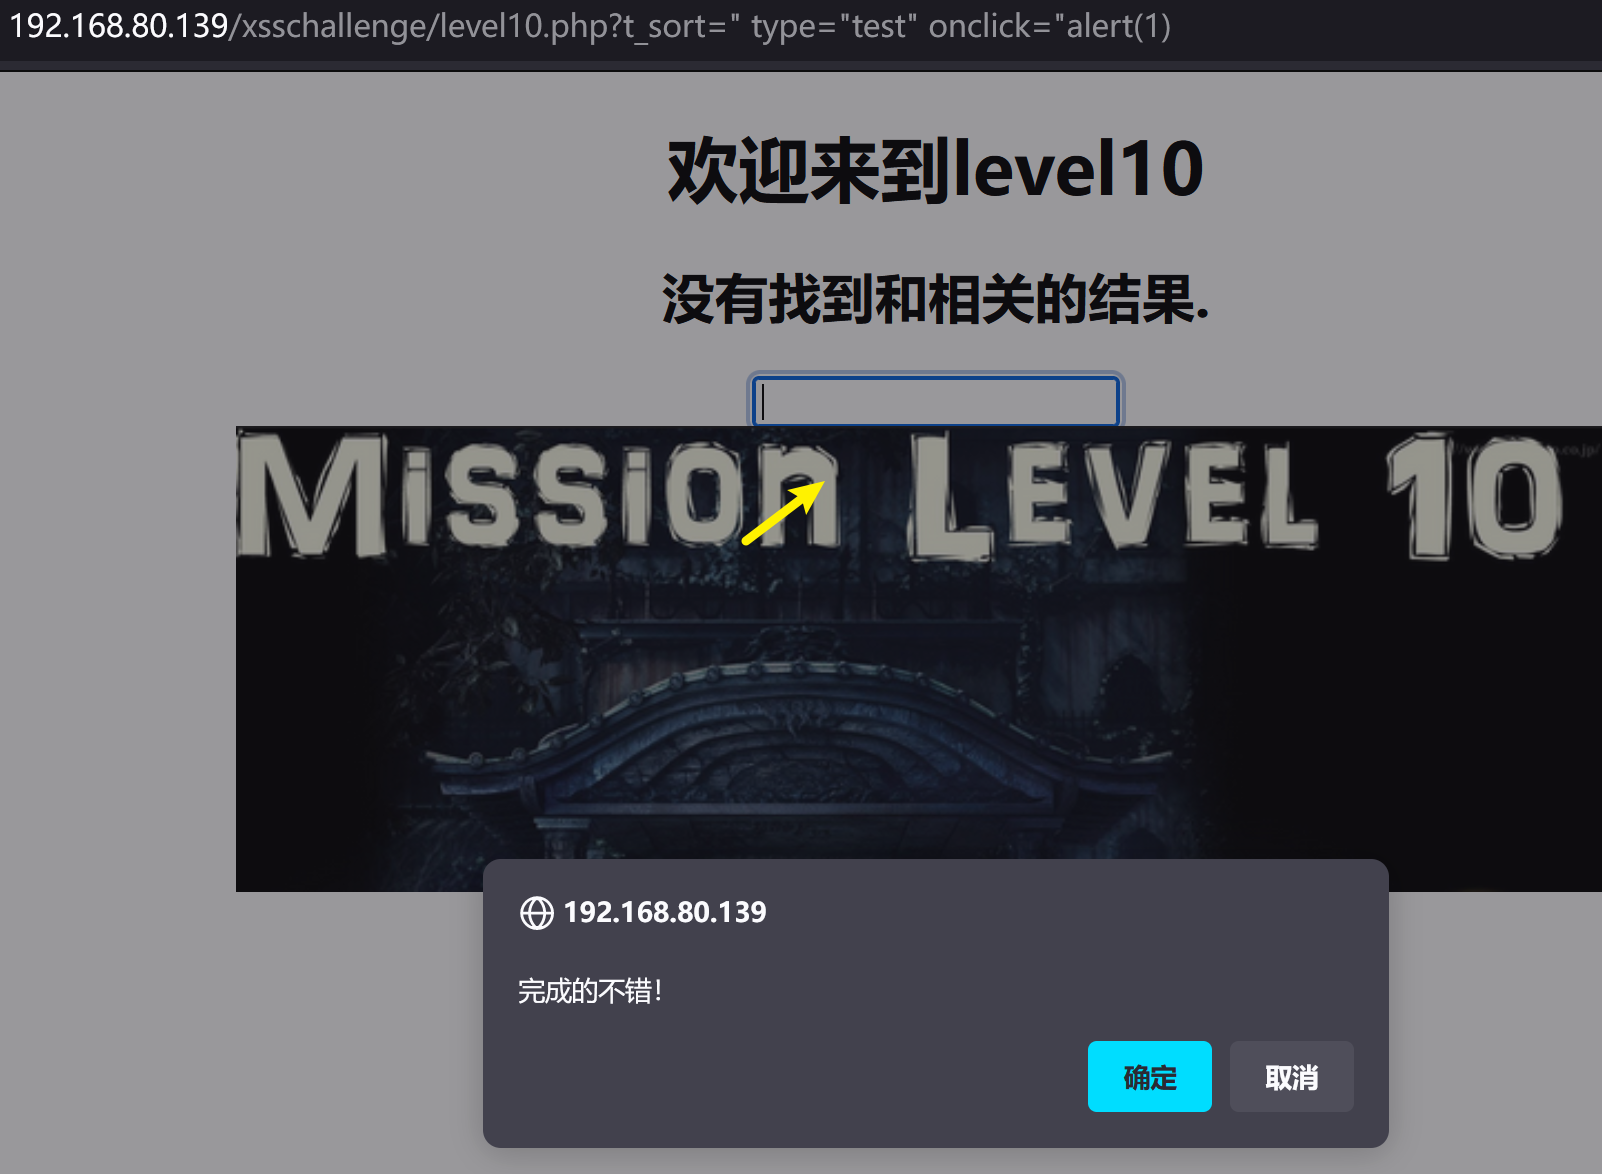 192.168.80.139/xsschallenge/level10.php?t_sort=" type="test" onclick="alert(1)
欢迎来到level10
没有找到和相关的结果.
MiSSiOn LEVEL 10
192.168.80.139
完成的不错！
确定
取消